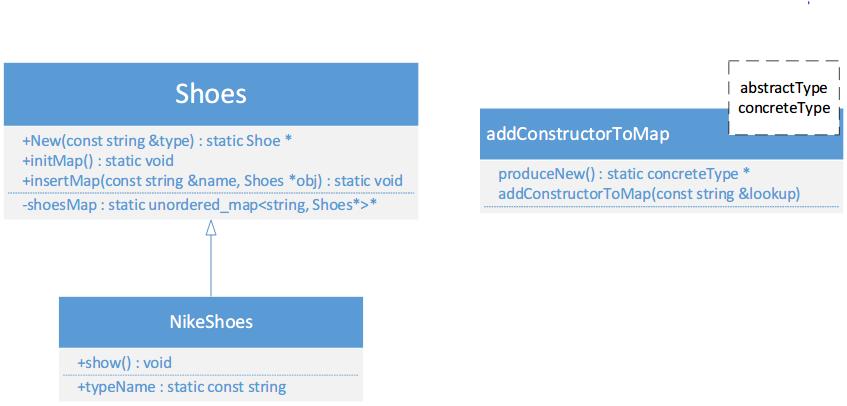 Shoes
+New(const string &type) : static Shoe *
+initMap() : static void
+insertMap(const string &name, Shoes *obj) : static void
-shoesMap : static unordered_map<string, Shoes*>*
NikeShoes
+show() : void
+typeName : static const string
abstractType
concreteType
addConstructorToMap
produceNew() : static concreteType *
addConstructorToMap(const string &lookup)